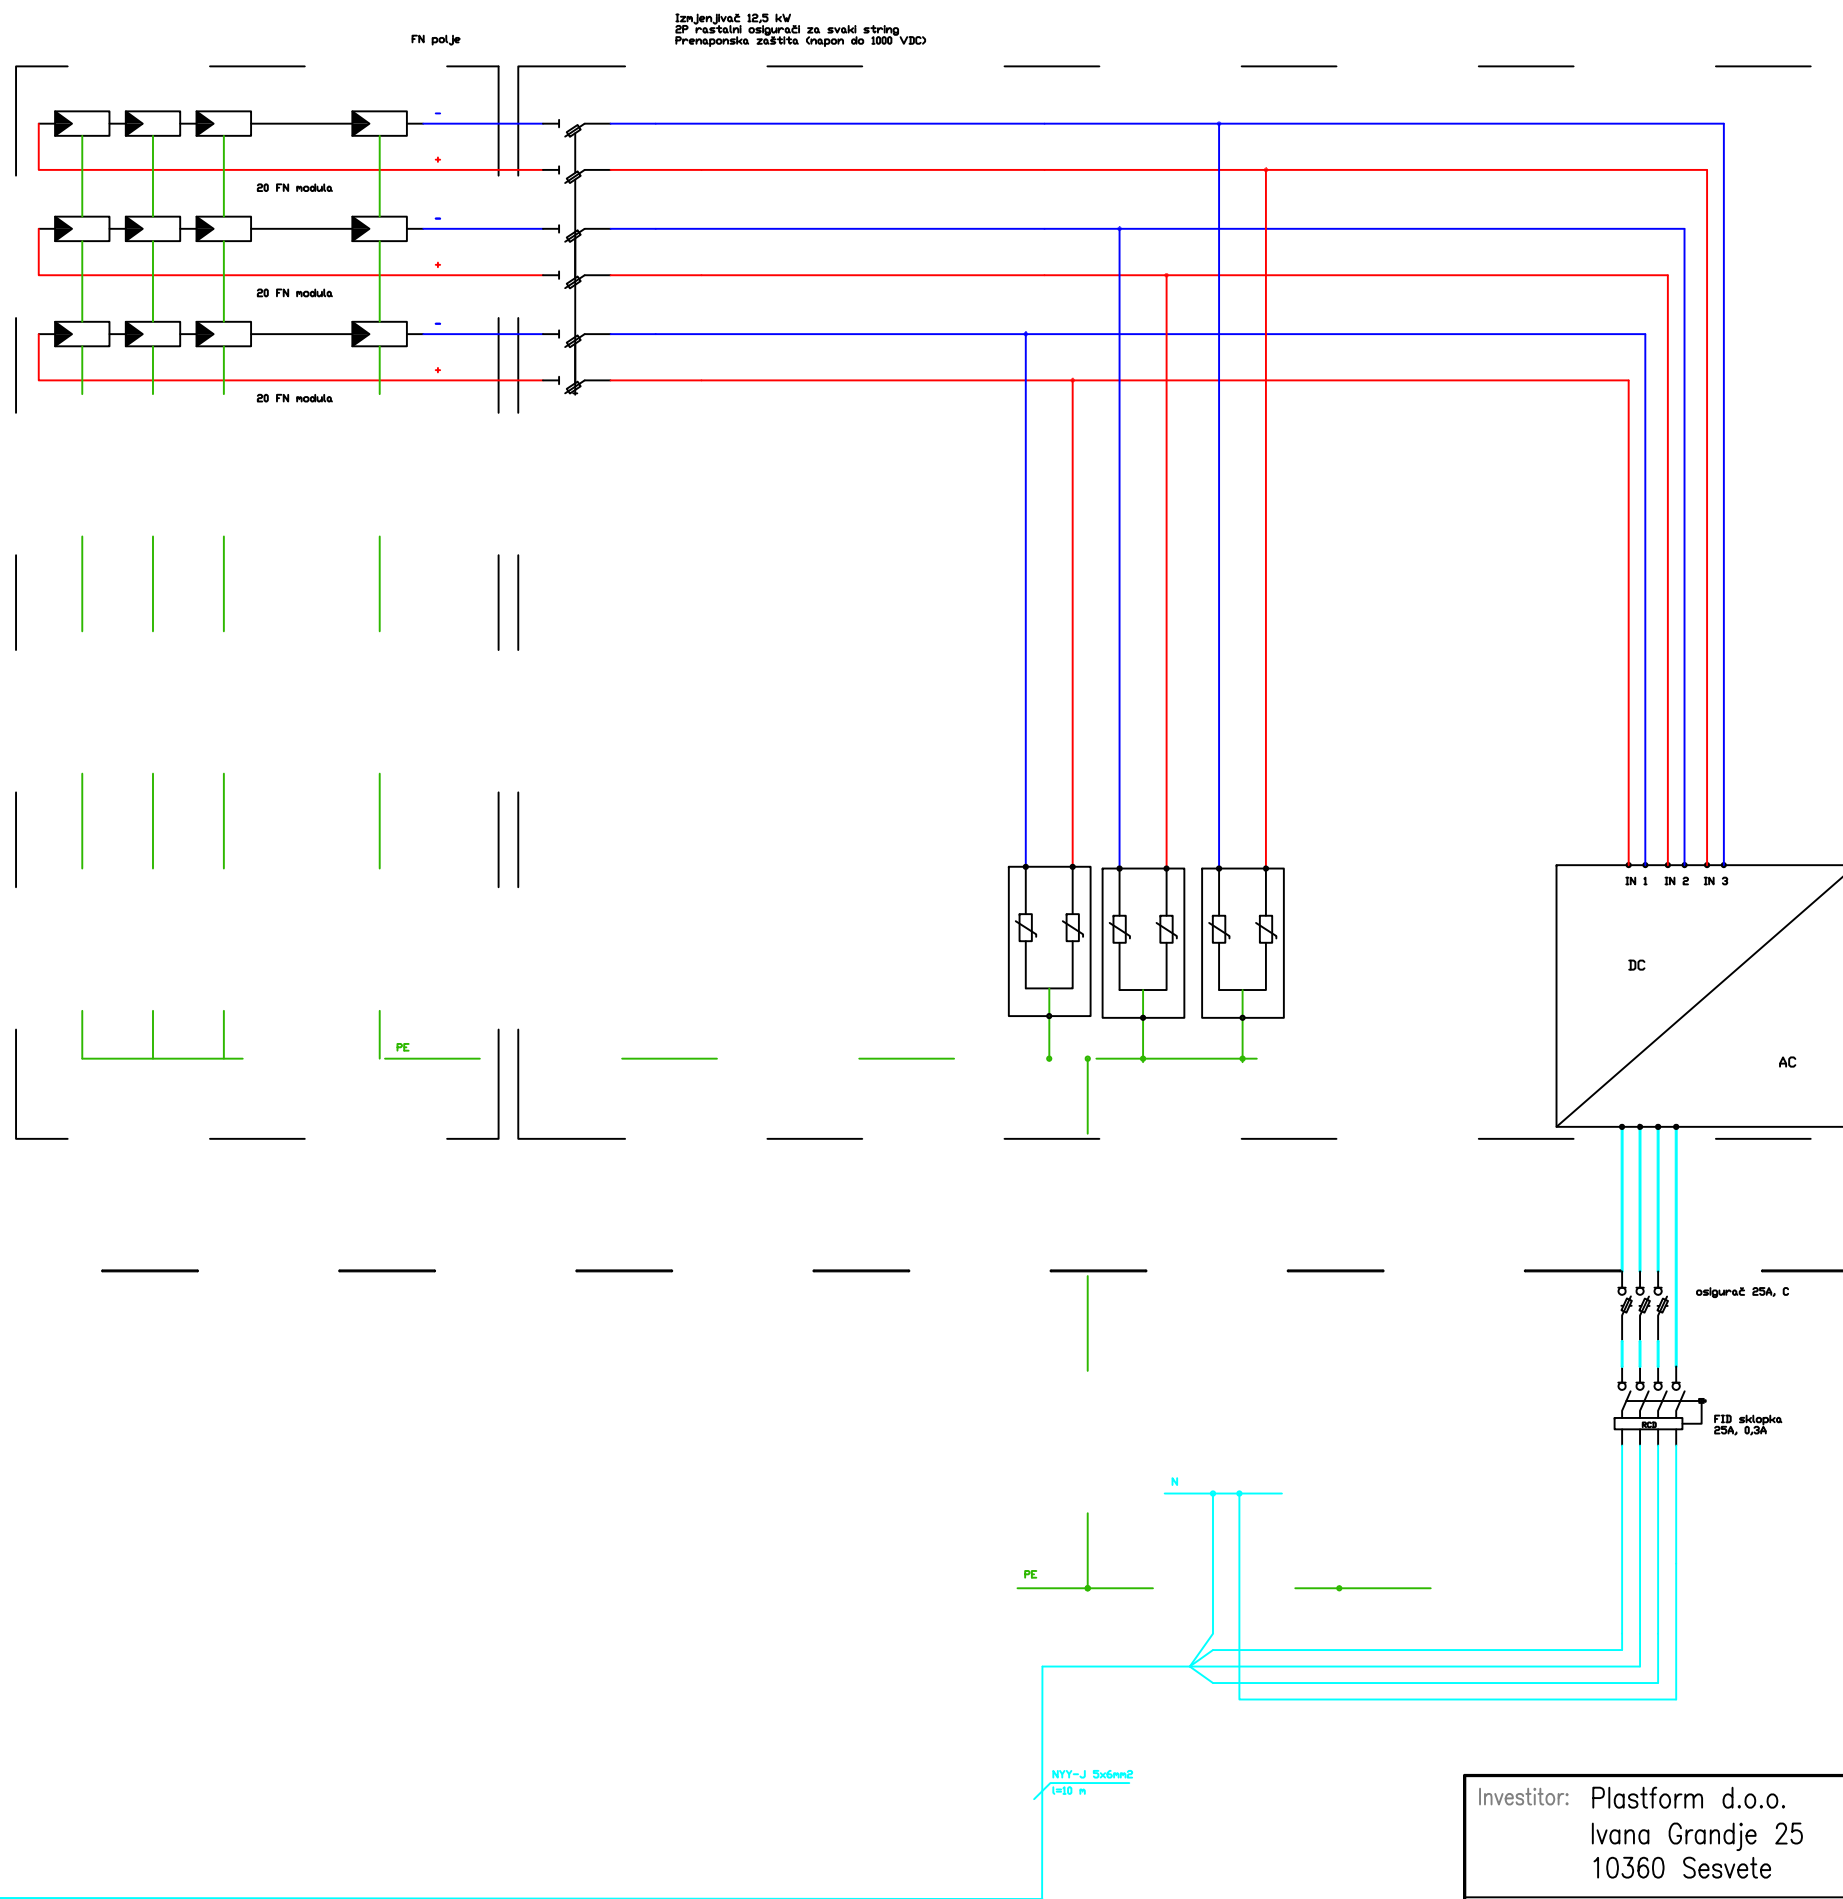 Izmjenjivač 12,5 kW
2P rastalni osigurači za svaki string
Prenaponska zaštita (napon do 1000 VDC)
FN polje
-
+
20 FN modula
-
+
20 FN modula
-
+
20 FN modula
IN 1 IN 2 IN 3
DC
AC
PE
osigurač 25A, C
RCD
FID sklopka
25A, 0,3A
N
PE
NYY-J 5x6mm2
l=10 m
Investitor: Plastform d.o.o.
Ivana Grandje 25
10360 Sesvete